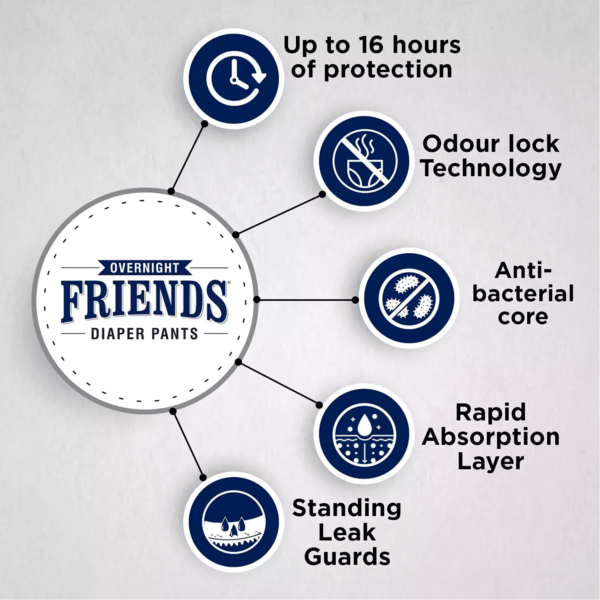 Up to 16 hours
of protection
Odour lock
Technology
OVERNIGHT
FRIENDS
DIAPER PANTS
Anti-
bacterial
core
Rapid
Absorption
Layer
Standing
Leak
Guards